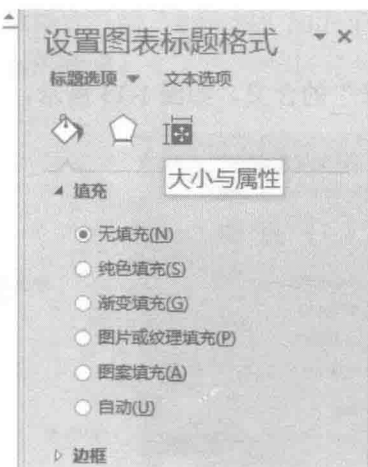 设置图表标题格式
标题选项 文本选项
大小与属性
填充
无填充(N)
纯色填充(S)
渐变填充(G)
图片或纹理填充(P)
图案填充(A)
自动(U)
边框